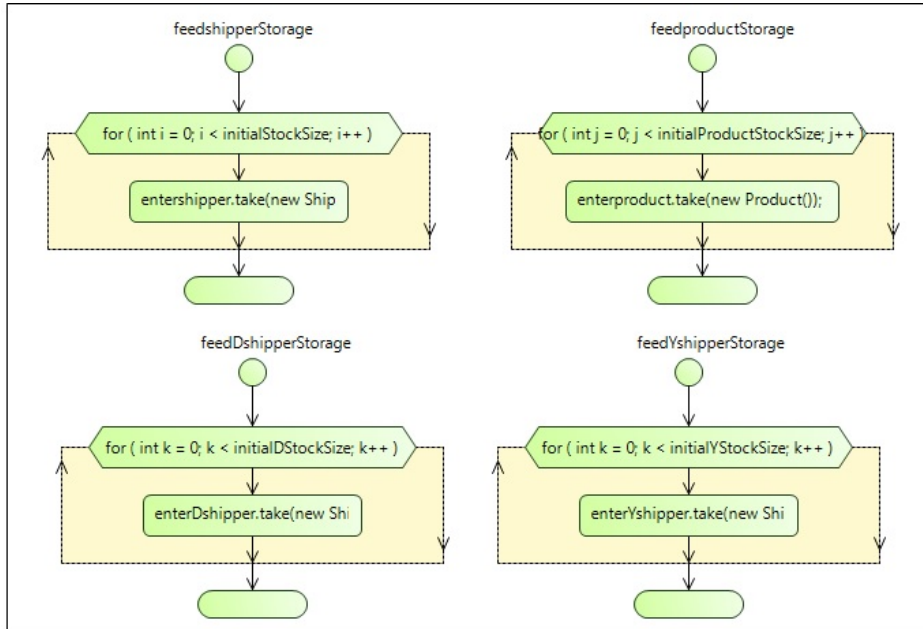 feedshipperStorage
for ( int i = 0; i < initialStockSize; i++ )
entershipper.take(new Ship
feedproductStorage
for ( int j = 0; j < initialProductStockSize; j++ )
enterproduct.take(new Product());
feedDshipperStorage
for ( int k = 0; k < initialDStockSize; k++ )
enterDshipper.take(new Shi
feedYshipperStorage
for ( int k = 0; k < initialYStockSize; k++ )
enterYshipper.take(new Shi